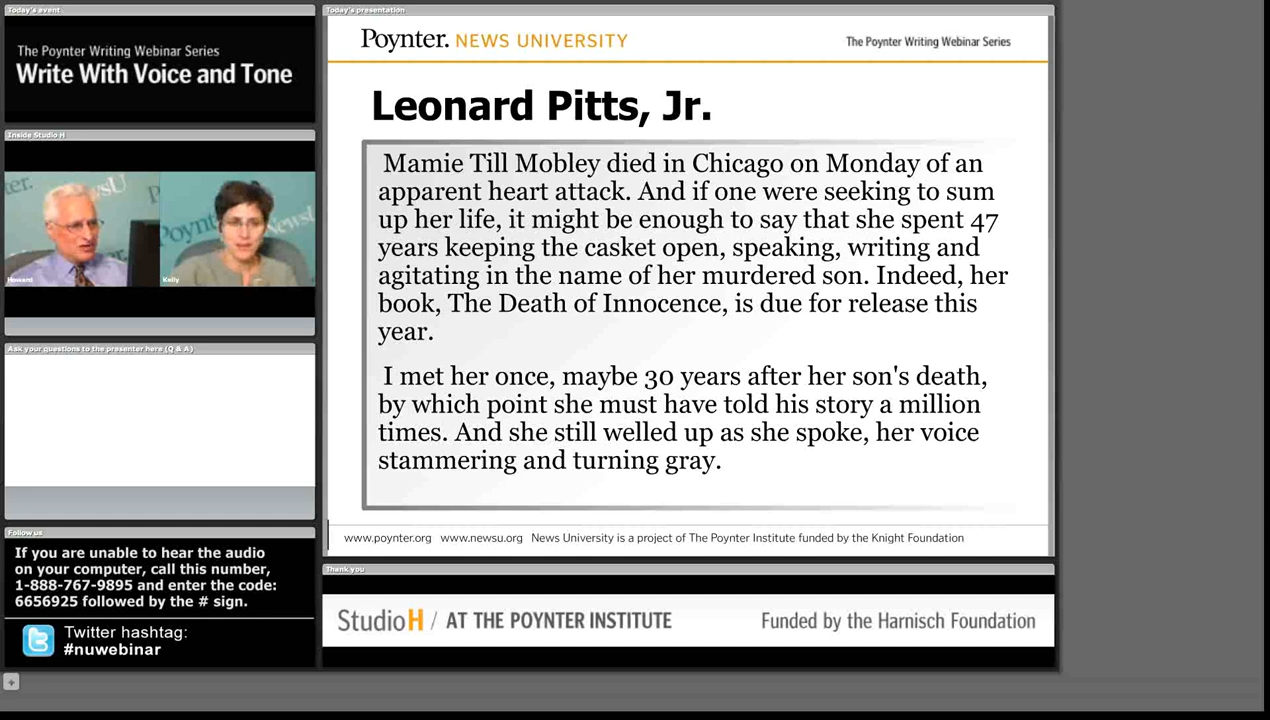 Today's event
The Poynter Writing Webinar Series
Write With Voice and Tone
Inside Studio H
Howard
Kelly
Ask your questions to the presenter here (Q & A)
Follow us
If you are unable to hear the audio
on your computer, call this number,
1-888-767-9895 and enter the code:
6656925 followed by the # sign.
Twitter hashtag:
#nuwebinar
Today's presentation
Poynter. NEWS UNIVERSITY
The Poynter Writing Webinar Series
Leonard Pitts, Jr.
Mamie Till Mobley died in Chicago on Monday of an
apparent heart attack. And if one were seeking to sum
up her life, it might be enough to say that she spent 47
years keeping the casket open, speaking, writing and
agitating in the name of her murdered son. Indeed, her
book, The Death of Innocence, is due for release this
year.
I met her once, maybe 30 years after her son's death,
by which point she must have told his story a million
times. And she still welled up as she spoke, her voice
stammering and turning gray.
www.poynter.org www.newsu.org News University is a project of The Poynter Institute funded by the Knight Foundation
Thank you
StudioH / AT THE POYNTER INSTITUTE
Funded by the Harnisch Foundation